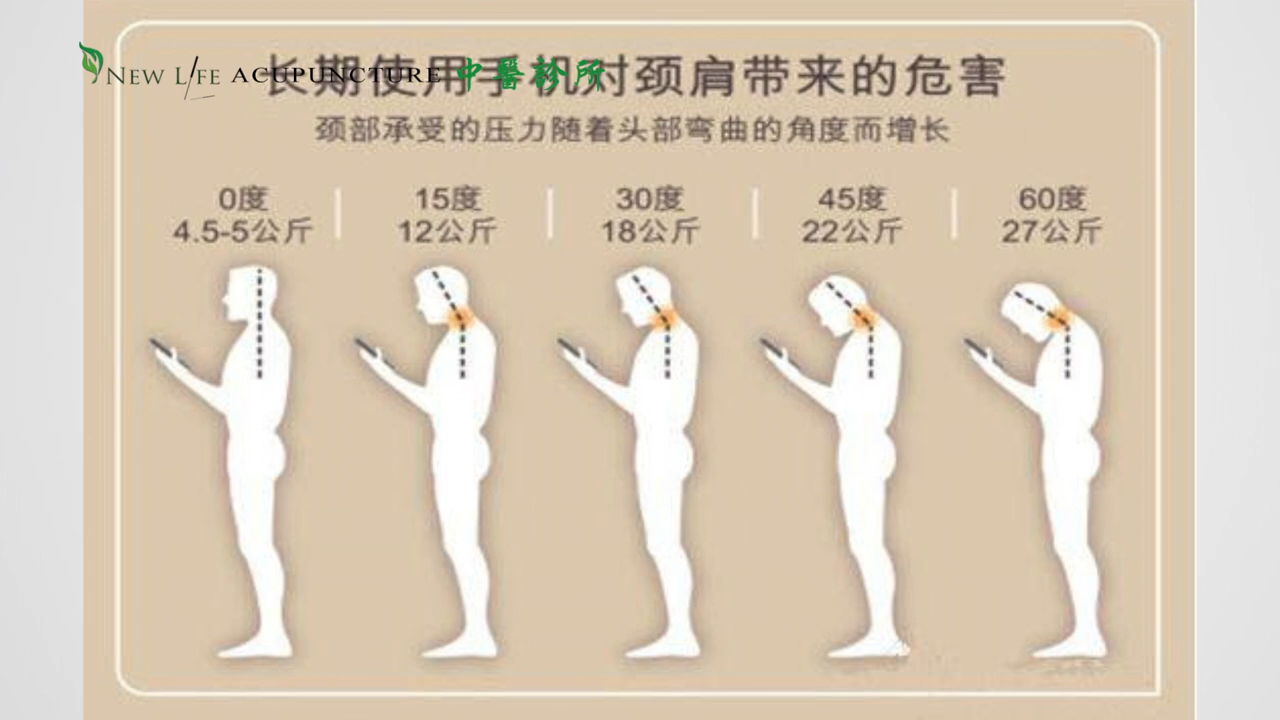 NEW LIFE ACUPUNCTURE 中醫診所
长期使用手机对颈肩带来的危害
颈部承受的压力随着头部弯曲的角度而增长
0度
4.5-5公斤
15度
12公斤
30度
18公斤
45度
22公斤
60度
27公斤